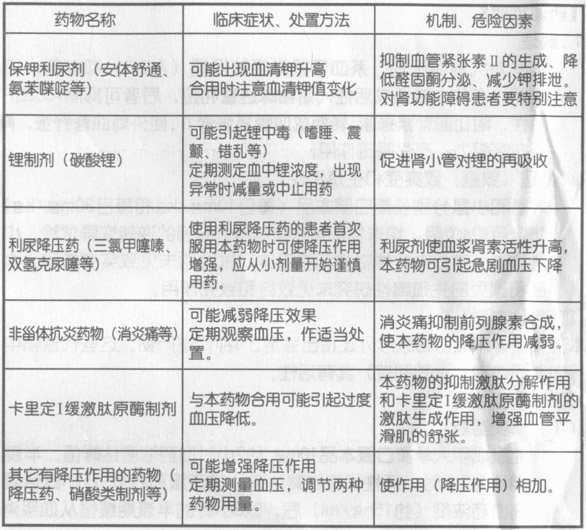 药物名称
临床症状、处置方法
机制、危险因素
保钾利尿剂（安体舒通、
氨苯喋啶等）
可能出现血清钾升高
合用时注意血清钾值变化
抑制血管紧张素Ⅱ的生成、降
低醛固酮分泌、减少钾排泄。
对肾功能障碍患者要特别注意
锂制剂（碳酸锂）
可能引起锂中毒（嗜睡、震
颤、错乱等）
定期测定血中锂浓度，出现
异常时减量或中止用药
促进肾小管对锂的再吸收
利尿降压药（三氯甲噻嗪、
双氢克尿噻等）
使用利尿降压药的患者首次
服用本药物时可使降压作用
增强，应从小剂量开始谨慎
用药。
利尿剂使血浆肾素活性升高，
本药物可引起急剧血压下降
非甾体抗炎药物（消炎痛等）
可能减弱降压效果
定期观察血压，作适当处
置。
消炎痛抑制前列腺素合成，
使本药物的降压作用减弱。
卡里定Ⅰ缓激肽原酶制剂
与本药物合用可能引起过度
血压降低。
本药物的抑制激肽分解作用
和卡里定Ⅰ缓激肽原酶制剂的
激肽生成作用，增强血管平
滑肌的舒张。
其它有降压作用的药物（
降压药、硝酸类制剂等）
可能增强降压作用
定期测量血压，调节两种
药物用量。
使作用（降压作用）相加。